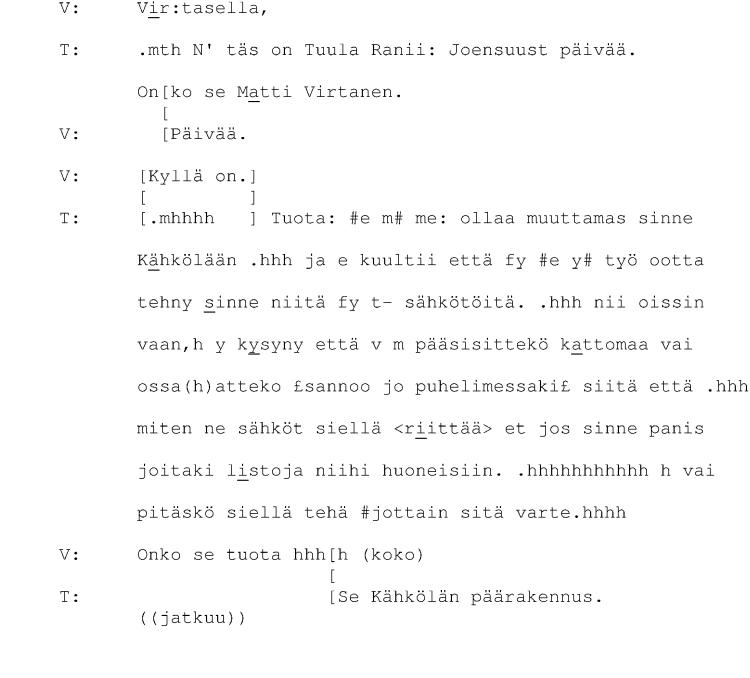 V: Vir:tasella,
T: .mth N' täs on Tuula Ranii: Joensuust päivää.
On[ko se Matti Virtanen.
[
V: [Päivää.
V: [Kyllä on.]
[ ]
T: [.mhhhh ] Tuota: #e m# me: ollaa muuttamas sinne
Kähkölään .hhh ja e kuultii että fy #e y# työ ootta
tehny sinne niitä fy t- sähkötöitä. .hhh nii oissin
vaan,h y kysyny että v m pääsisittekö kattomaa vai
ossa(h)atteko £sannoo jo puhelimessaki£ siitä että .hhh
miten ne sähköt siellä <riittää> et jos sinne panis
joitaki listoja niihi huoneisiin. .hhhhhhhhhhh h vai
pitäskö siellä tehä #jottain sitä varte.hhhh
V: Onko se tuota hhh[h (koko)
[
T: [Se Kähkölän päärakennus.
((jatkuu))